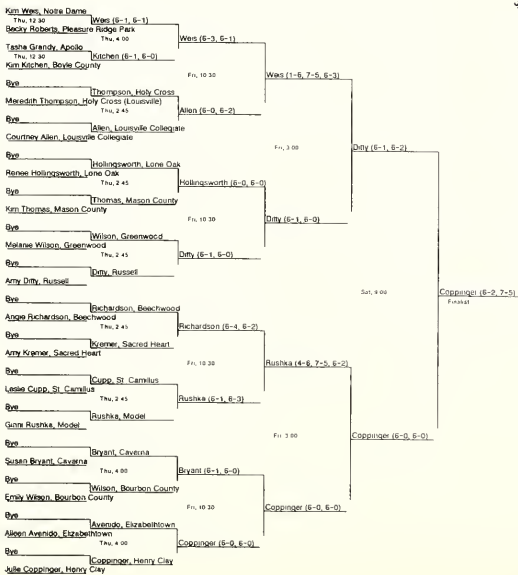 Kim Weis, Notre Dame
Thu, 12 30
Weis (6-1, 6-1)
Becky Roberts, Pleasure Ridge Park
Thu, 4 00
Weis (6-3, 6-1)
Tasha Grandy, Apollo
Thu, 12 30
Kitchen (6-1, 6-0)
Kim Kitchen, Boyle County
Fri, 10 30
Weis (1-6, 7-5, 6-3)
Bye
Thompson, Holy Cross
Meredith Thompson, Holy Cross (Louisville)
Thu, 2 45
Allen (6-0, 6-2)
Bye
Allen, Louisville Collegiate
Courtney Allen, Louisville Collegiate
Fri, 3 00
Ditty (6-1, 6-2)
Bye
Hollingsworth, Lone Oak
Renee Hollingsworth, Lone Oak
Thu, 2 45
Hollingsworth (6-0, 6-0)
Bye
Thomas, Mason County
Kim Thomas, Mason County
Fri, 10 30
Ditty (6-1, 6-0)
Bye
Wilson, Greenwood
Melanie Wilson, Greenwood
Thu, 2 45
Ditty (6-1, 6-0)
Bye
Ditty, Russell
Amy Ditty, Russell
Sat, 9 00
Coppinger (6-2, 7-5)
Finalist
Bye
Richardson, Beechwood
Angie Richardson, Beechwood
Thu, 2 45
Richardson (6-4, 6-2)
Bye
Kremer, Sacred Heart
Amy Kremer, Sacred Heart
Fri, 10 30
Rushka (4-6, 7-5, 6-2)
Bye
Cupp, St Camillus
Leslie Cupp, St Camillus
Thu, 2 45
Rushka (6-1, 6-3)
Bye
Rushka, Model
Ginni Rushka, Model
Fri, 3 00
Coppinger (6-0, 6-0)
Bye
Bryant, Caverna
Susan Bryant, Caverna
Thu, 4 00
Bryant (6-1, 6-0)
Bye
Wilson, Bourbon County
Emily Wilson, Bourbon County
Fri, 10 30
Coppinger (6-0, 6-0)
Bye
Avenido, Elizabethtown
Aileen Avenido, Elizabethtown
Thu, 4 00
Coppinger (6-0, 6-0)
Bye
Coppinger, Henry Clay
Julie Coppinger, Henry Clay